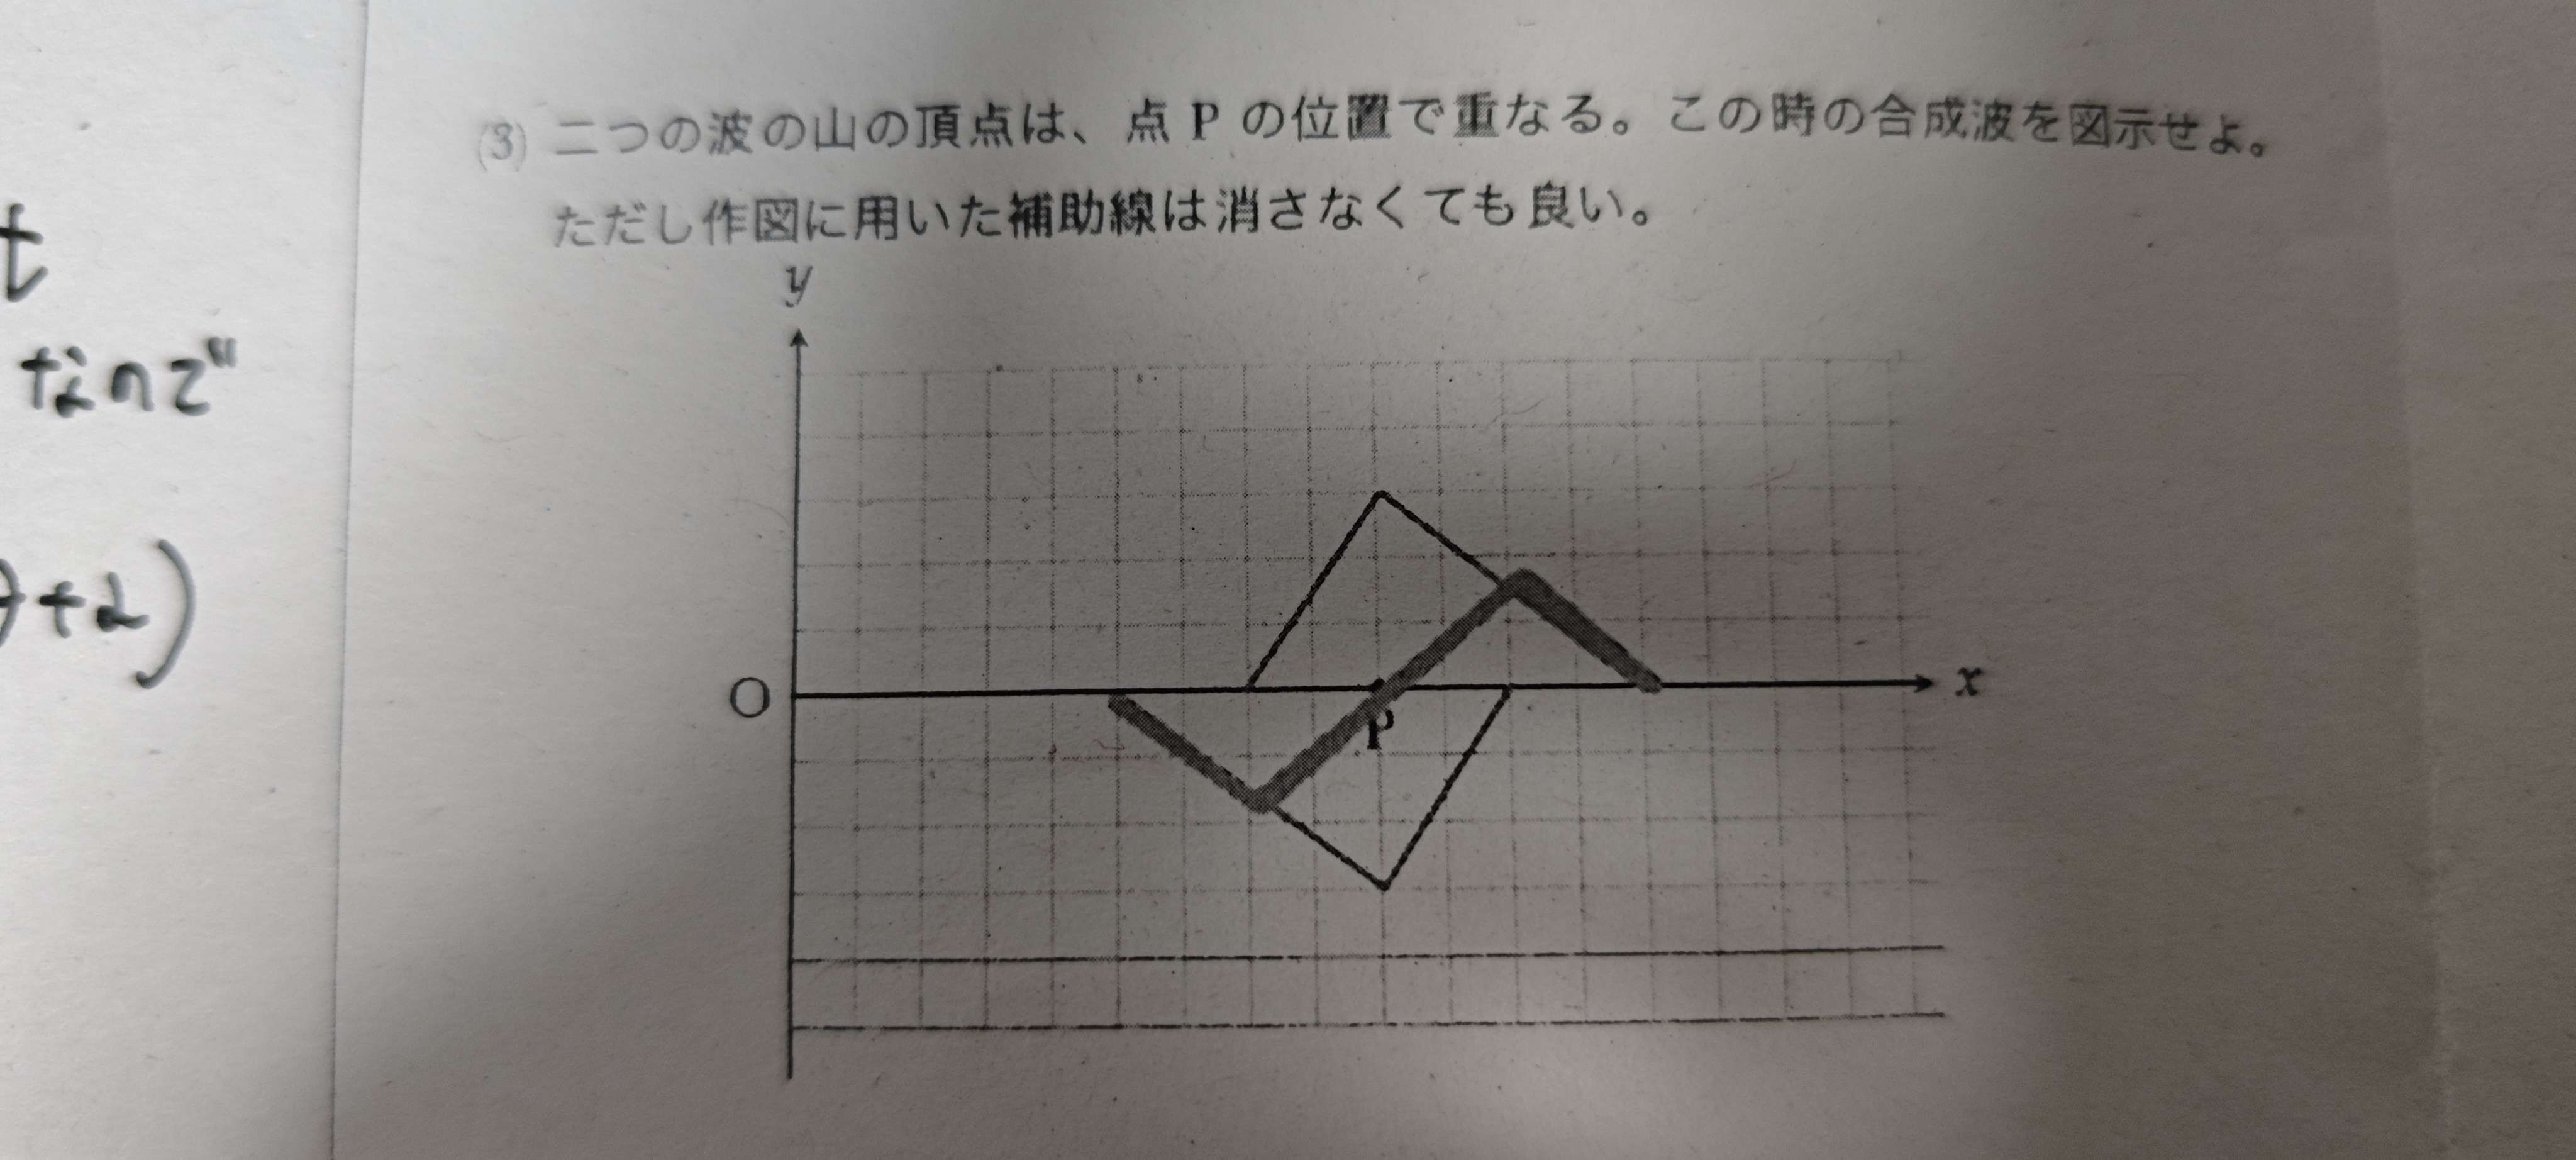 (3) 二つの波の山の頂点は、点 P の位置で重なる。この時の合成波を図示せよ。
ただし作図に用いた補助線は消さなくても良い。
y
O
P
x
t
なので
+α)